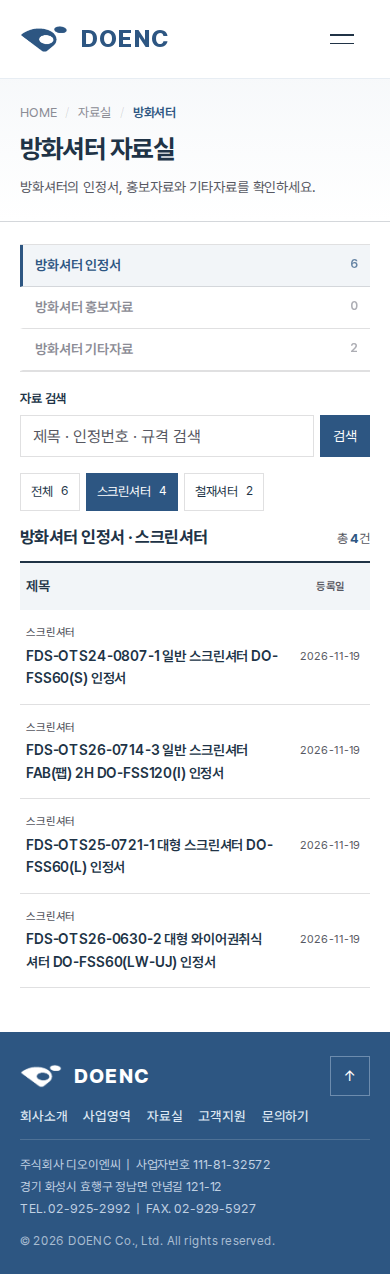 DOENC
HOME / 자료실 / 방화셔터
방화셔터 자료실
방화셔터의 인정서, 홍보자료와 기타자료를 확인하세요.
방화셔터 인정서 6
방화셔터 홍보자료 0
방화셔터 기타자료 2
자료 검색
제목 · 인정번호 · 규격 검색 검색
전체 6 스크린셔터 4 철재셔터 2
방화셔터 인정서 · 스크린셔터 총 4건
제목 등록일
스크린셔터
FDS-OTS24-0807-1 일반 스크린셔터 DO- 2026-11-19
FSS60(S) 인정서
스크린셔터
FDS-OTS26-0714-3 일반 스크린셔터 2026-11-19
FAB(팹) 2H DO-FSS120(I) 인정서
스크린셔터
FDS-OTS25-0721-1 대형 스크린셔터 DO- 2026-11-19
FSS60(L) 인정서
스크린셔터
FDS-OTS26-0630-2 대형 와이어권취식 2026-11-19
셔터 DO-FSS60(LW-UJ) 인정서
DOENC ↑
회사소개 사업영역 자료실 고객지원 문의하기
주식회사 디오이엔씨 | 사업자번호 111-81-32572
경기 화성시 효행구 정남면 안녕길 121-12
TEL. 02-925-2992 | FAX. 02-929-5927
© 2026 DOENC Co., Ltd. All rights reserved.